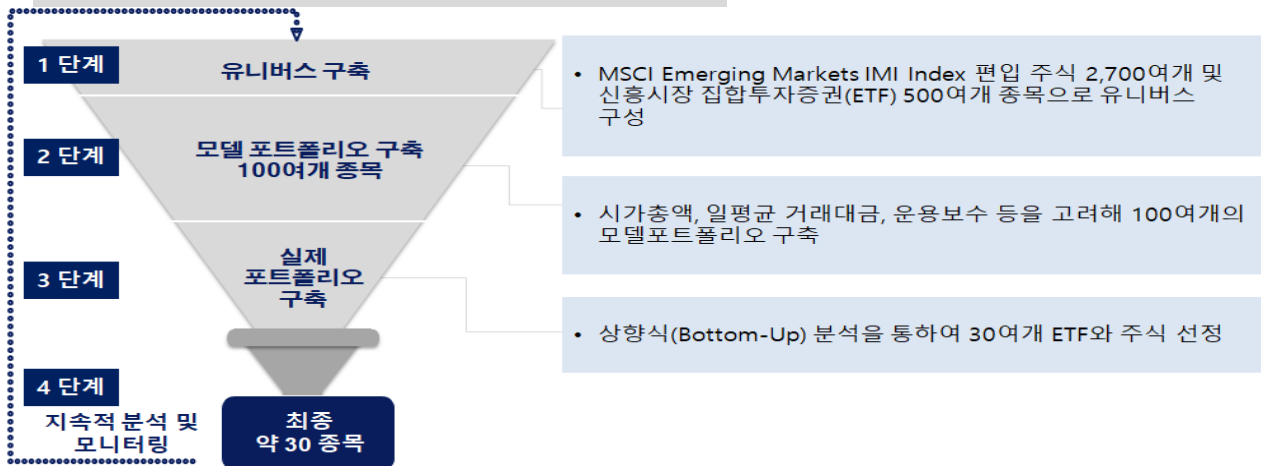 1 단계
유니버스 구축
• MSCI Emerging Markets IMI Index 편입 주식 2,700여개 및
신흥시장 집합투자증권(ETF) 500여개 종목으로 유니버스
구성
2 단계
모델 포트폴리오 구축
100여개 종목
• 시가총액, 일평균 거래대금, 운용보수 등을 고려해 100여개의
모델포트폴리오 구축
3 단계
실제
포트폴리오
구축
• 상향식(Bottom-Up) 분석을 통하여 30여개 ETF와 주식 선정
4 단계
지속적 분석 및
모니터링
최종
약 30 종목